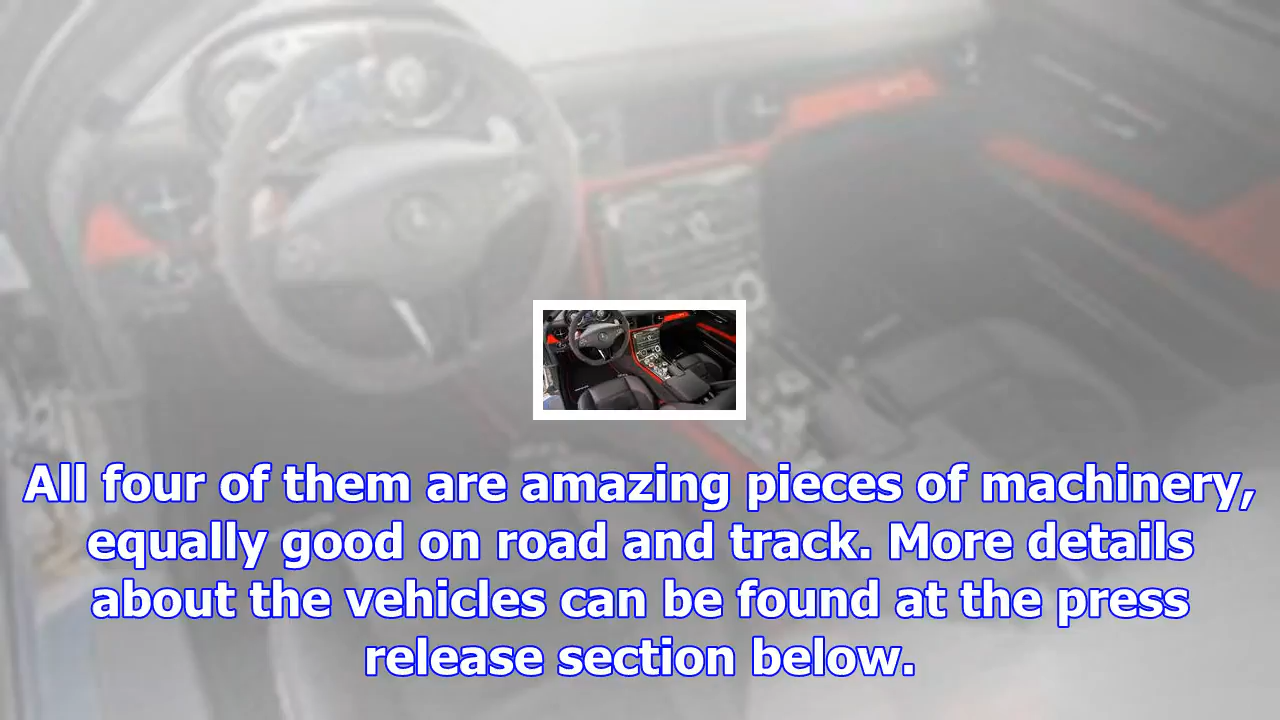 All four of them are amazing pieces of machinery,
equally good on road and track. More details
about the vehicles can be found at the press
release section below.